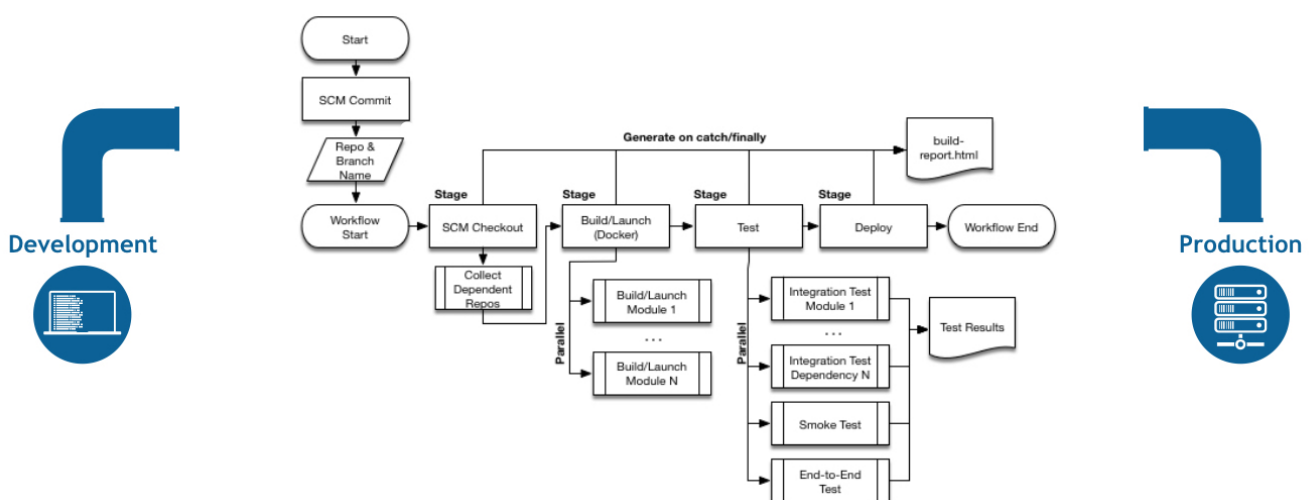 Start
SCM Commit
Repo &
Branch
Name
Generate on catch/finally
build-
report.html
Stage
Stage
Stage
Stage
Workflow
Start
SCM Checkout
Build/Launch
(Docker)
Test
Deploy
Workflow End
Development
Production
Collect
Dependent
Repos
Parallel
Build/Launch
Module 1
...
Build/Launch
Module N
Parallel
Integration Test
Module 1
...
Integration Test
Dependency N
Smoke Test
End-to-End
Test
Test Results